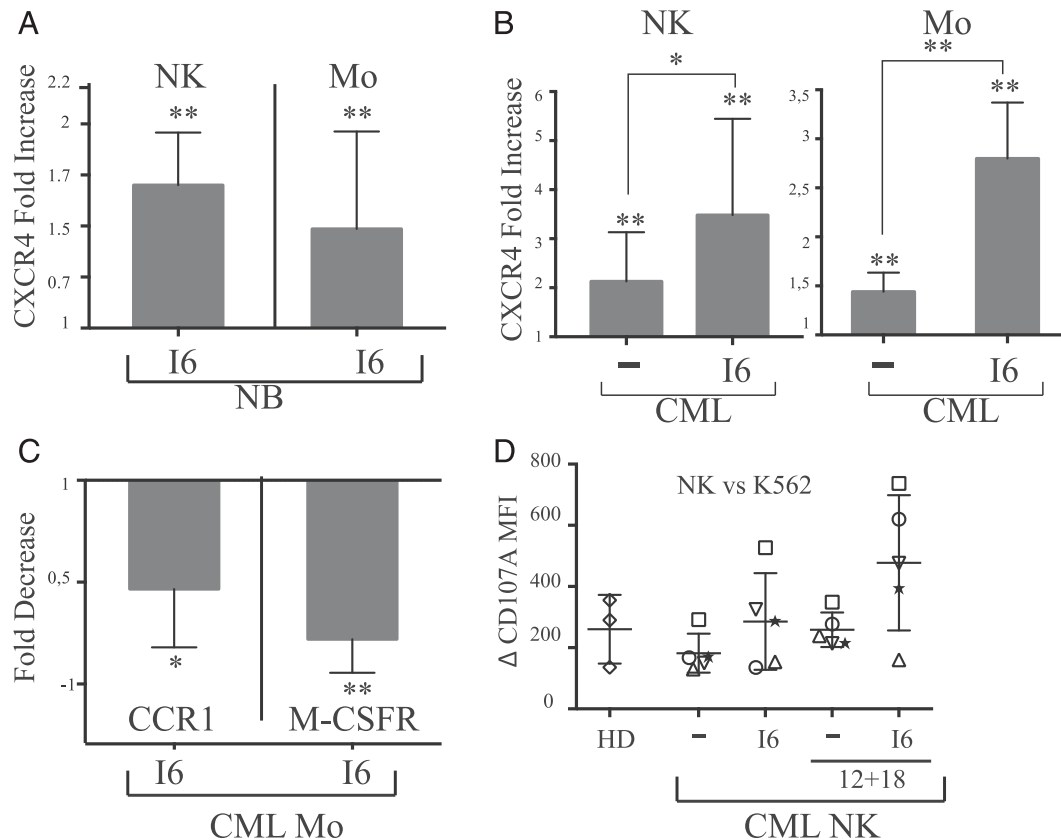 A
CXCR4 Fold Increase
2.2
2
1.7
1.5
0.7
1
NK
**
Mo
**
I6
I6
NB
B
CXCR4 Fold Increase
NK
*
6
5
4
3
2
1
**
**
I6
CML
Mo
**
3,5
3
2,5
2
1,5
1
**
**
I6
CML
C
Fold Decrease
1
0,5
-1
*
**
CCR1
M-CSFR
I6
I6
CML Mo
D
Δ CD107A MFI
800
600
400
200
0
NK vs K562
HD
-
I6
-
I6
12+18
CML NK